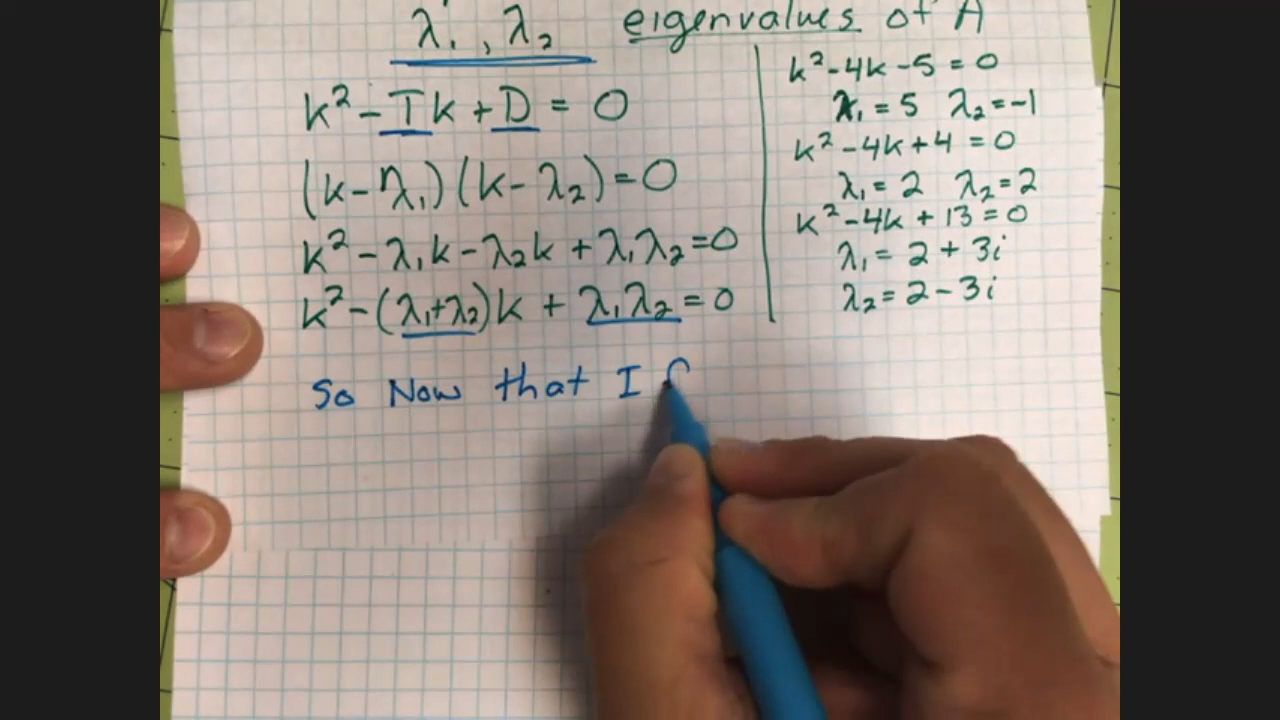 λ₁, λ₂ eigenvalues of A
k² - Tk + D = 0
(k - λ₁)(k - λ₂) = 0
k² - λ₁k - λ₂k + λ₁λ₂ = 0
k² - (λ₁+λ₂)k + λ₁λ₂ = 0
So Now that I
k² - 4k - 5 = 0
λ₁ = 5 λ₂ = -1
k² - 4k + 4 = 0
λ₁ = 2 λ₂ = 2
k² - 4k + 13 = 0
λ₁ = 2 + 3i
λ₂ = 2 - 3i